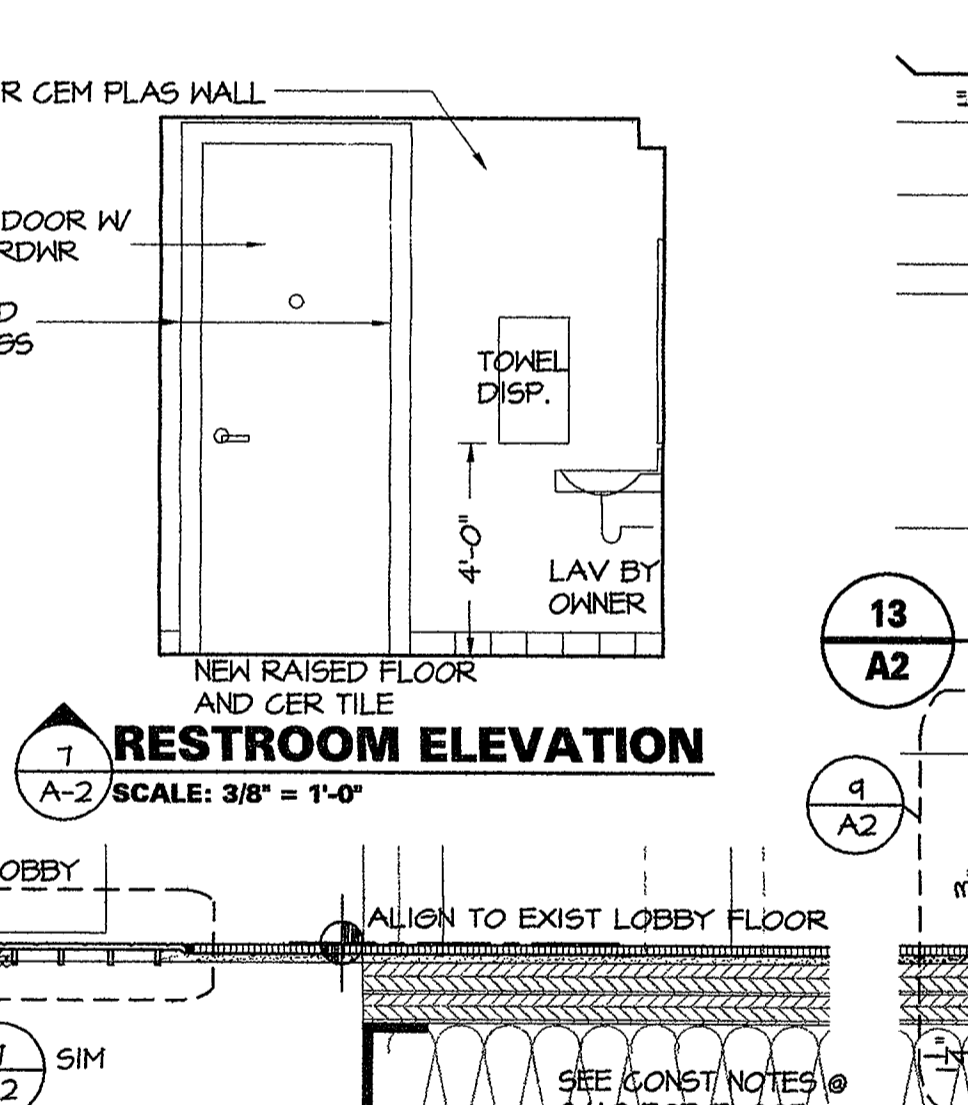 R CEM PLAS WALL
DOOR W/
RDWR
TOWEL
DISP.
4'-0"
LAV BY
OWNER
13
A2
NEW RAISED FLOOR
AND CER TILE
7
A-2
RESTROOM ELEVATION
SCALE: 3/8" = 1'-0"
9
A2
OBBY
ALIGN TO EXIST LOBBY FLOOR
SIM
2
SEE CONST NOTES @